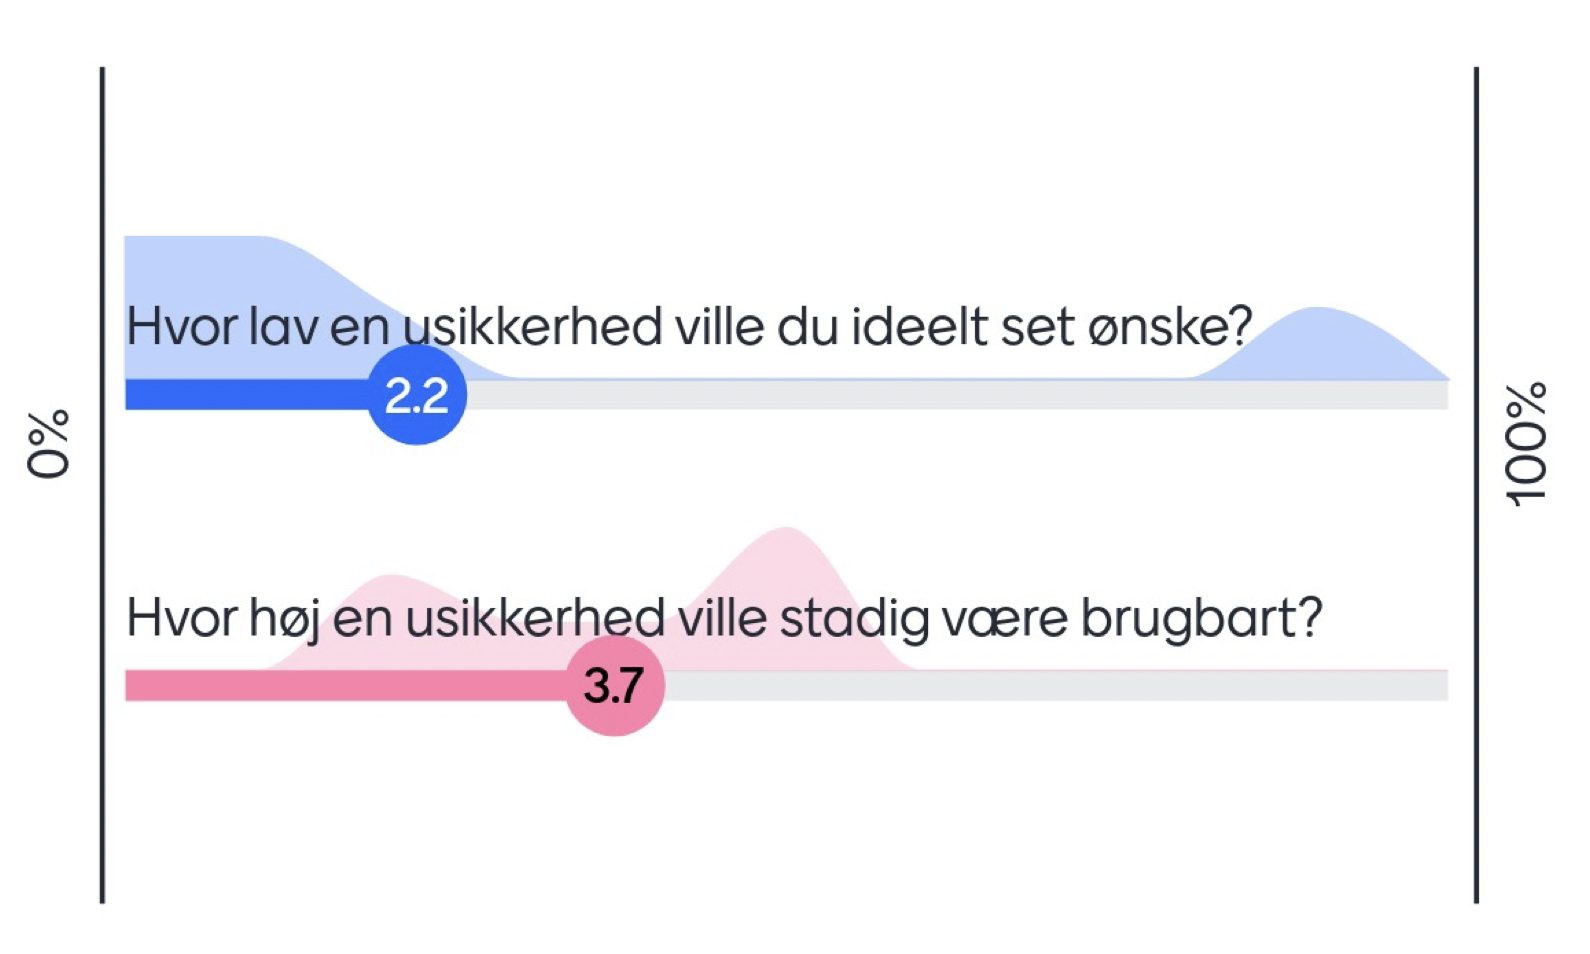 Hvor lav en usikkerhed ville du ideelt set ønske?
2.2
0%
100%
Hvor høj en usikkerhed ville stadig være brugbart?
3.7